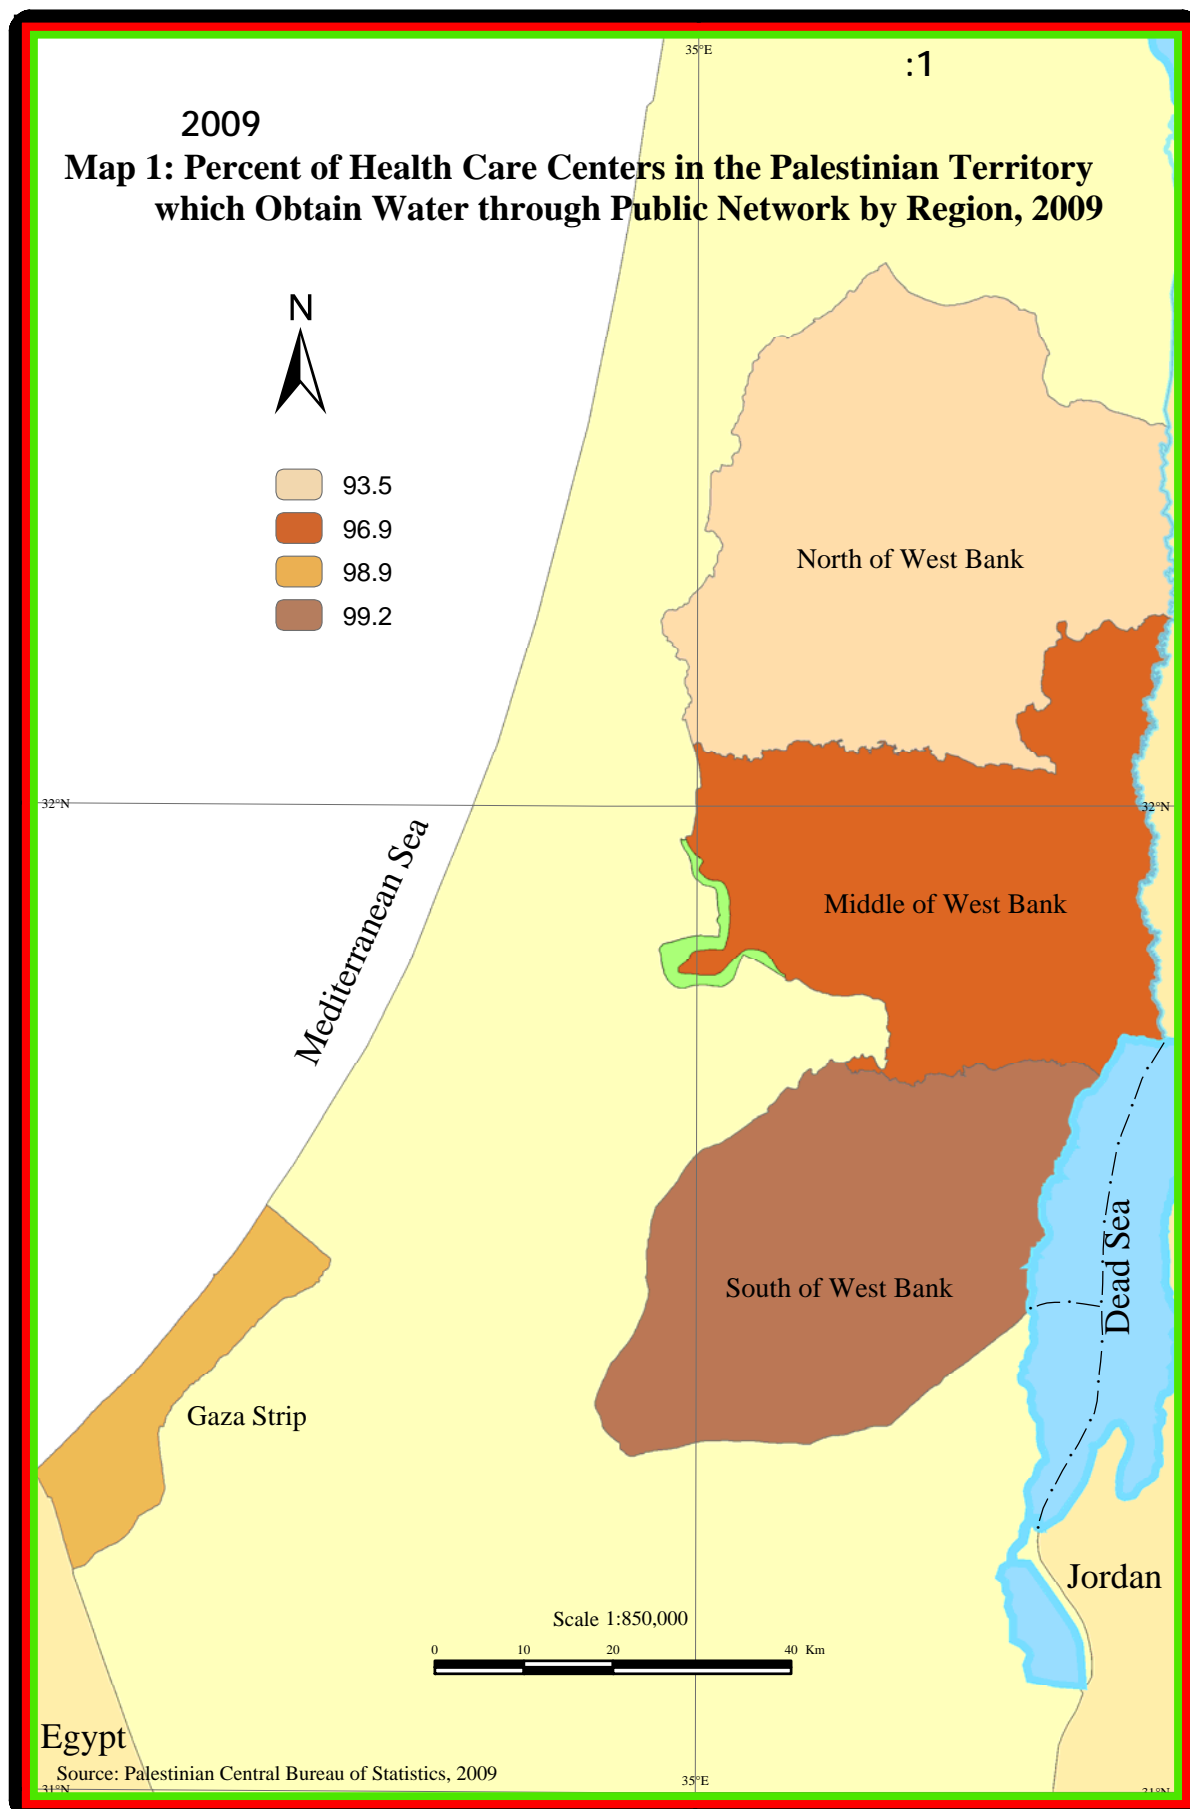 35°E
:1
2009
Map 1: Percent of Health Care Centers in the Palestinian Territory
which Obtain Water through Public Network by Region, 2009
N
93.5
96.9
98.9
99.2
North of West Bank
32°N
32°N
Mediterranean Sea
Middle of West Bank
Dead Sea
South of West Bank
Gaza Strip
Jordan
Scale 1:850,000
0 10 20 40 Km
Egypt
Source: Palestinian Central Bureau of Statistics, 2009
35°E
31°N
31°N